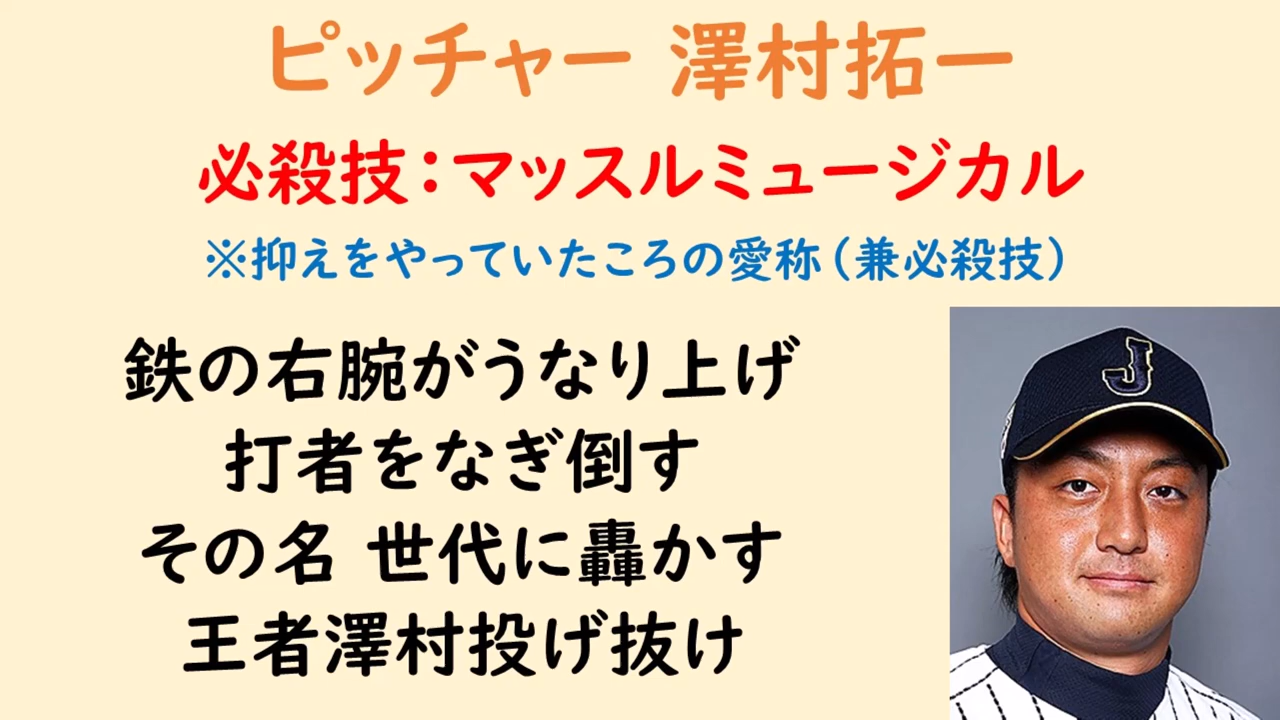 ピッチャー 澤村拓一
必殺技：マッスルミュージカル
※抑えをやっていたころの愛称（兼必殺技）
鉄の右腕がうなり上げ
打者をなぎ倒す
その名 世代に轟かす
王者澤村投げ抜け
J